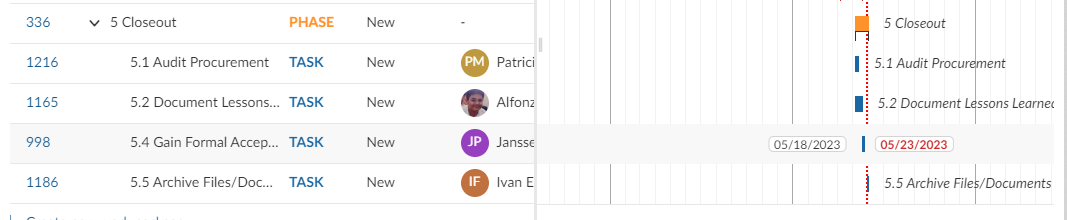 336 5 Closeout PHASE New - 5 Closeout
1216 5.1 Audit Procurement TASK New PM Patrici 5.1 Audit Procurement
1165 5.2 Document Lessons... TASK New Alfonz 5.2 Document Lessons Learned
998 5.4 Gain Formal Accep... TASK New JP Jansse 05/18/2023 05/23/2023
1186 5.5 Archive Files/Doc... TASK New IF Ivan E 5.5 Archive Files/Documents